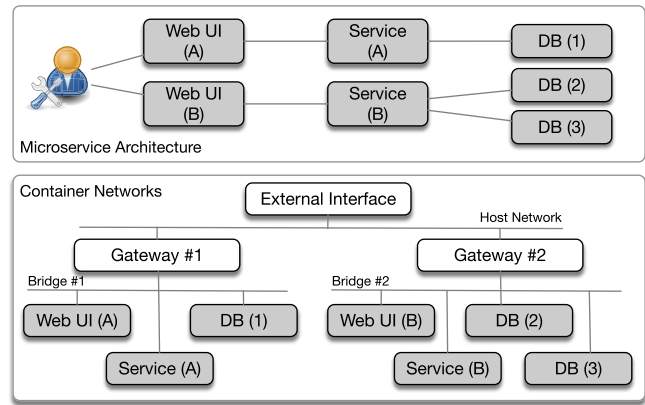 Web UI
(A)
Service
(A)
DB (1)
Web UI
(B)
Service
(B)
DB (2)
DB (3)
Microservice Architecture
Container Networks
External Interface
Host Network
Gateway #1
Gateway #2
Bridge #1
Bridge #2
Web UI (A)
DB (1)
Web UI (B)
DB (2)
Service (A)
Service (B)
DB (3)